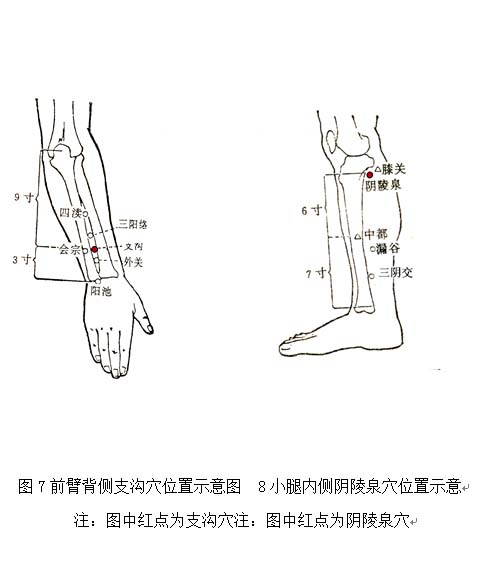 9寸
四渎
三阳络
会宗
支沟
3寸
外关
阳池
膝关
阴陵泉
6寸
中都
漏谷
7寸
三阴交
图7前臂背侧支沟穴位置示意图 8小腿内侧阴陵泉穴位置示意
注：图中红点为支沟穴注：图中红点为阴陵泉穴